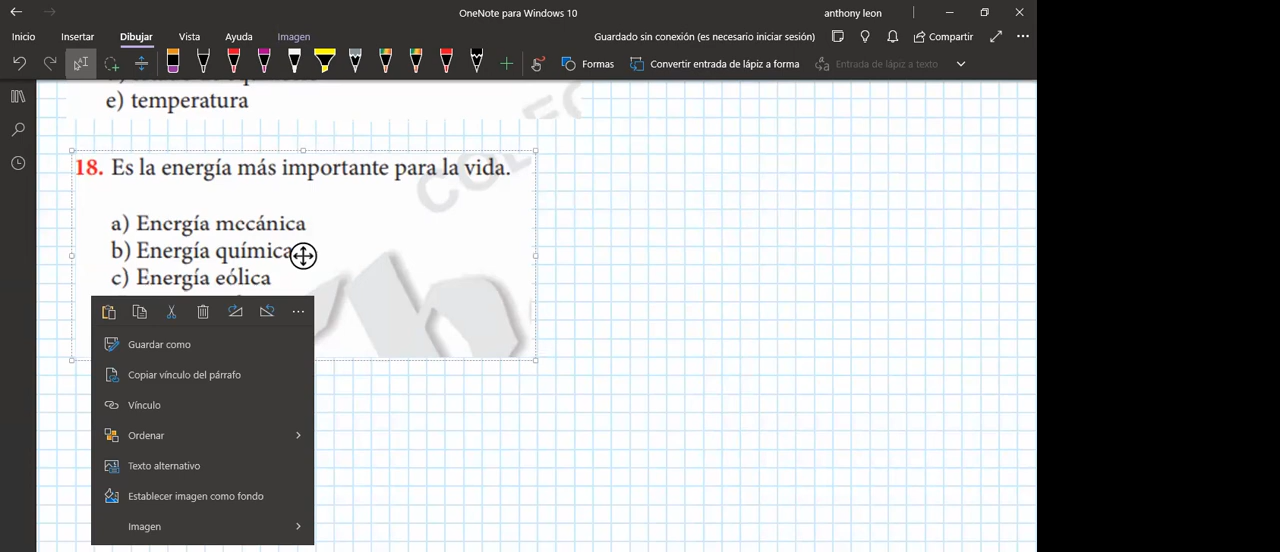 OneNote para Windows 10
anthony leon
Inicio
Insertar
Dibujar
Vista
Ayuda
Imagen
Guardado sin conexión (es necesario iniciar sesión)
Compartir
Formas
Convertir entrada de lápiz a forma
Entrada de lápiz a texto
e) temperatura
18. Es la energía más importante para la vida.
a) Energía mecánica
b) Energía química
c) Energía eólica
Guardar como
Copiar vínculo del párrafo
Vínculo
Ordenar
Texto alternativo
Establecer imagen como fondo
Imagen